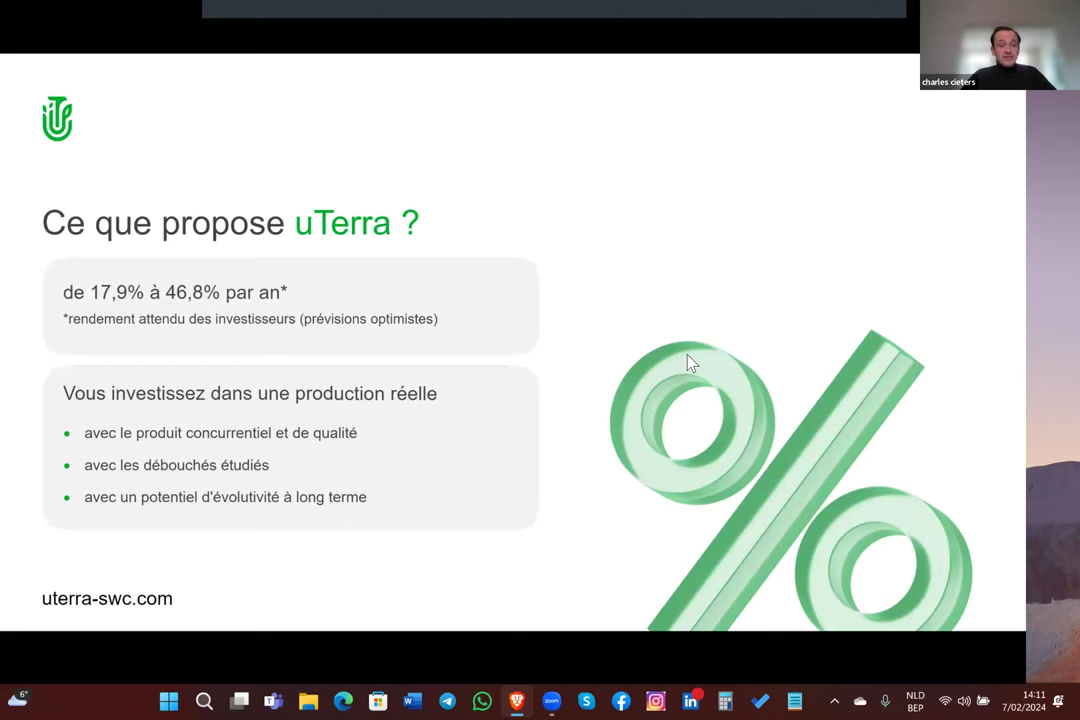 charles cieters
Ce que propose uTerra ?
de 17,9% à 46,8% par an*
*rendement attendu des investisseurs (prévisions optimistes)
Vous investissez dans une production réelle
avec le produit concurrentiel et de qualité
avec les débouchés étudiés
avec un potentiel d'évolutivité à long terme
uterra-swc.com
6°
zoom
NLD
BEP
14:11
7/02/2024